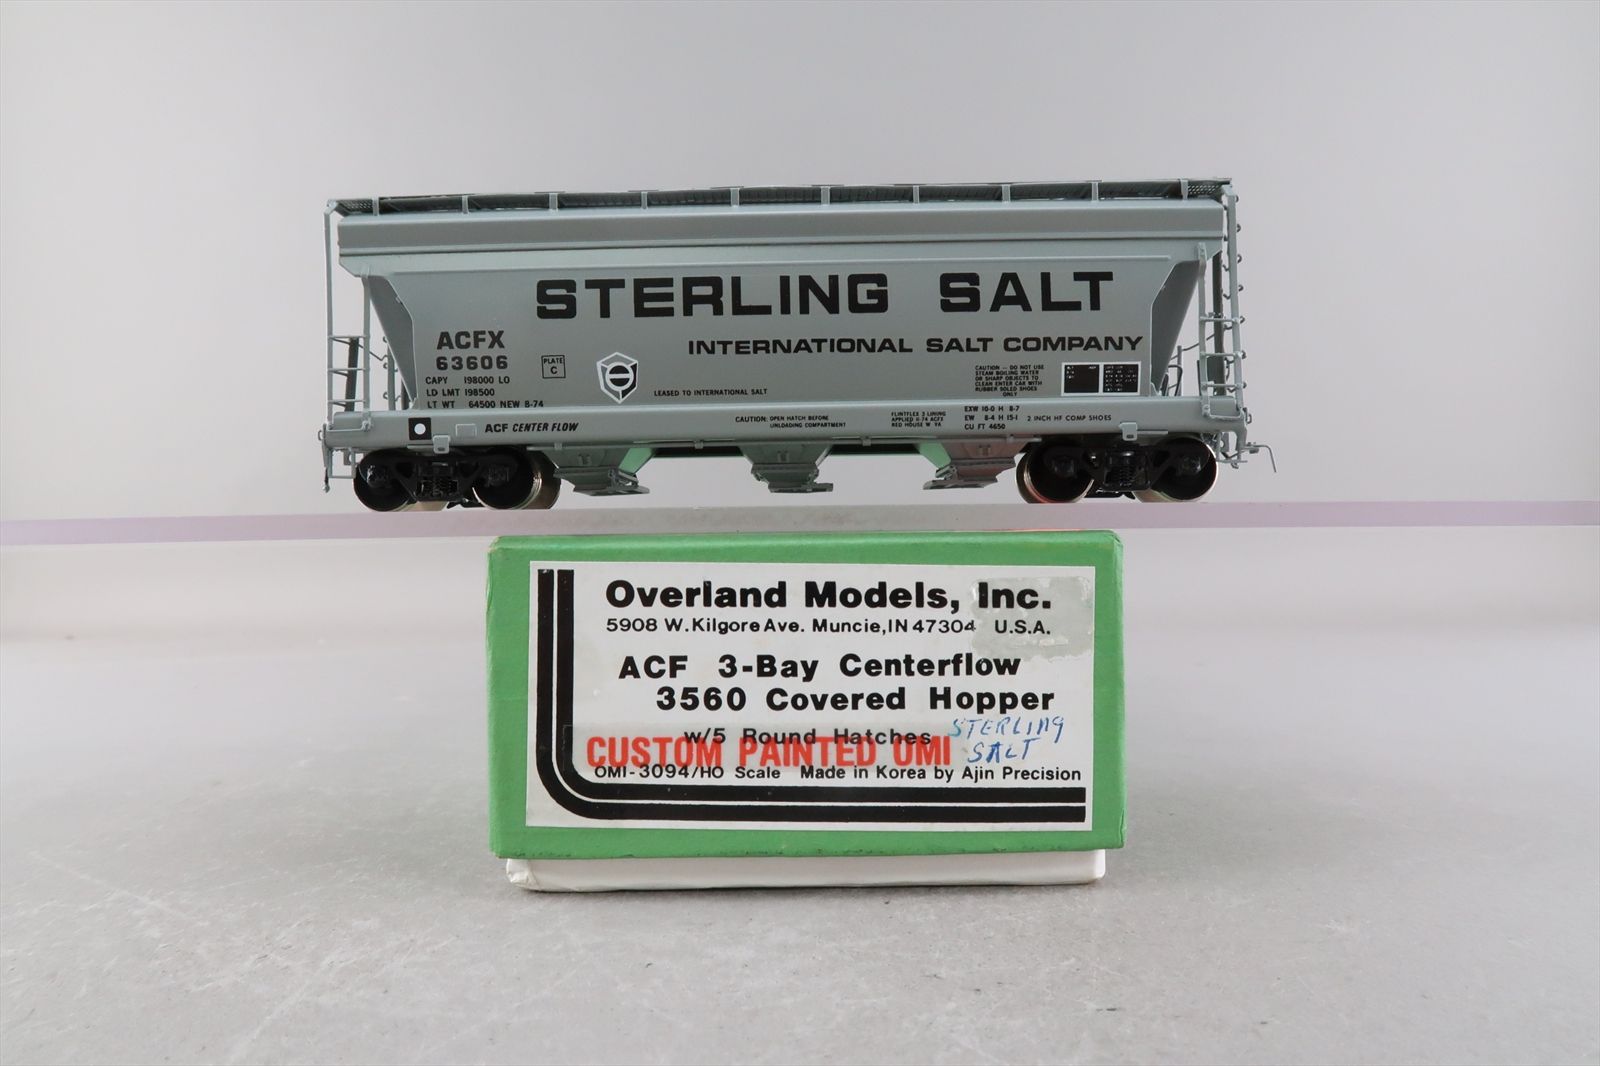 STERLING SALT
INTERNATIONAL SALT COMPANY
ACFX
63606
CAPY 198000 LO
LD LMT 198500
LT WT 64500 NEW 8-74
PLATE
C
LEASED TO INTERNATIONAL SALT
CAUTION — DO NOT USE
STEAM BOILING WATER
OR SHARP OBJECTS TO
CLEAN ENTER CAR WITH
RUBBER SOLED SHOES
ONLY
ACF CENTER FLOW
CAUTION: OPEN HATCH BEFORE
UNLOADING COMPARTMENT
FLINTFLEX 3 LINING
APPLIED 11-74 ACFX
RED HOUSE W VA
EXW 10-0 H 8-7
EW 8-4 H 15-1 2 INCH HF COMP SHOES
CU FT 4650
Overland Models, Inc.
5908 W. Kilgore Ave. Muncie, IN 47304 U.S.A.
ACF 3-Bay Centerflow
3560 Covered Hopper
w/5 Round Hatches
STERLING
SALT
CUSTOM PAINTED OMI
OMI-3094/HO Scale Made in Korea by Ajin Precision